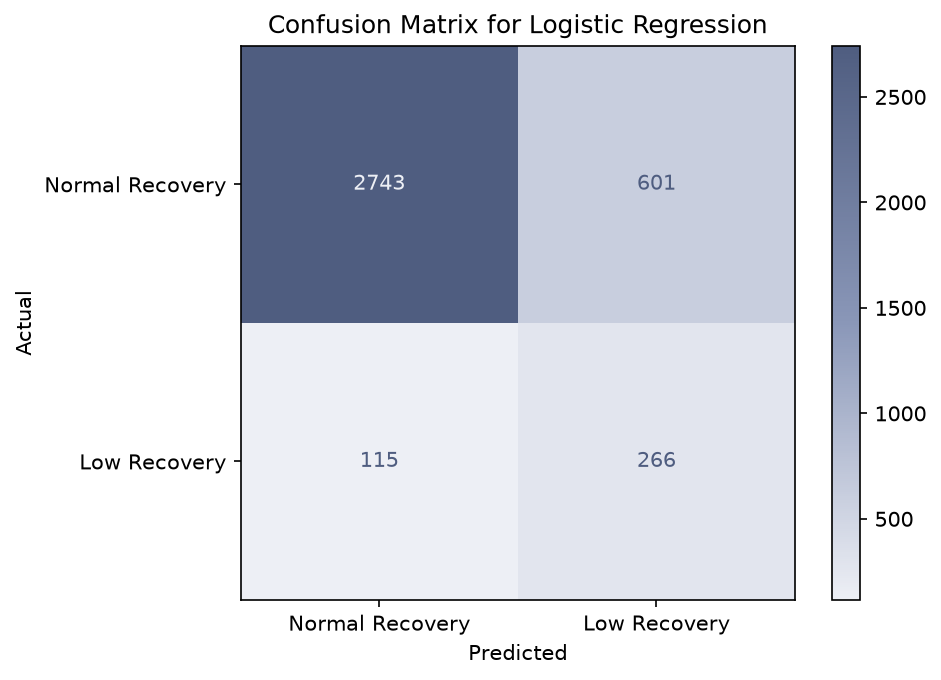 Confusion Matrix for Logistic Regression
Normal Recovery
2743
601
Low Recovery
115
266
Actual
Normal Recovery
Low Recovery
Predicted
2500
2000
1500
1000
500